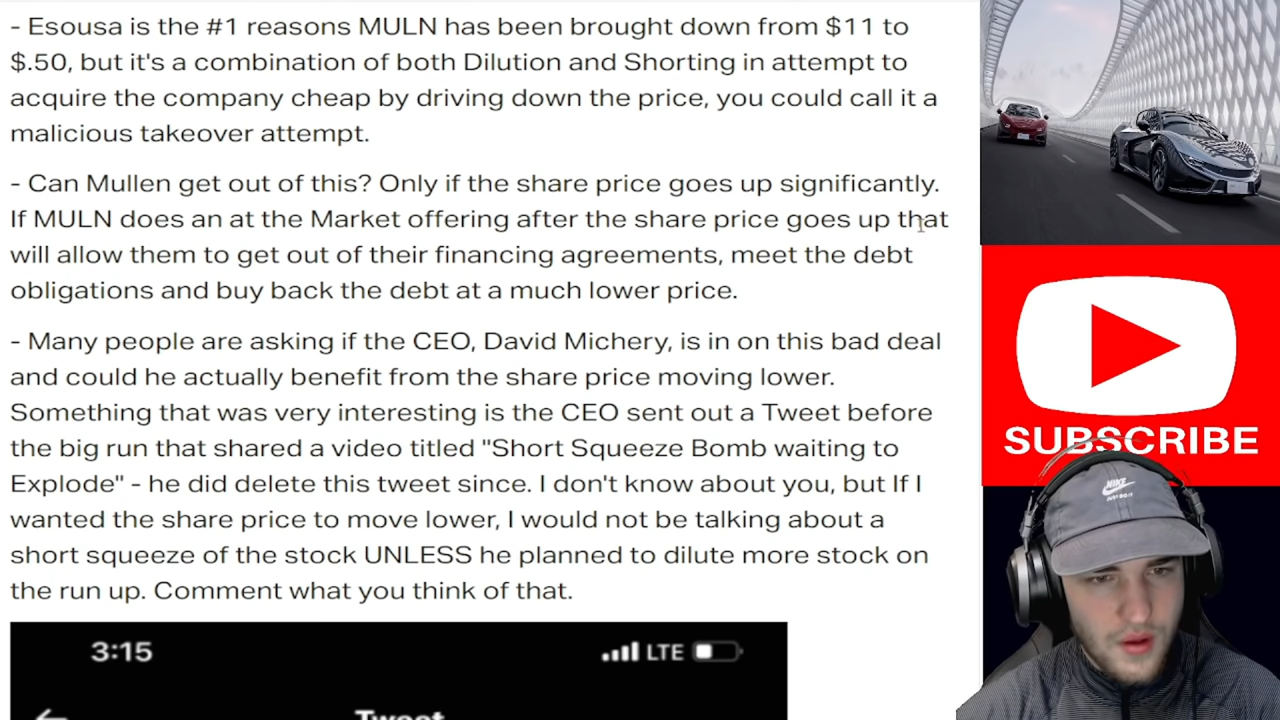 - Esousa is the #1 reasons MULN has been brought down from $11 to
$.50, but it's a combination of both Dilution and Shorting in attempt to
acquire the company cheap by driving down the price, you could call it a
malicious takeover attempt.
- Can Mullen get out of this? Only if the share price goes up significantly.
If MULN does an at the Market offering after the share price goes up that
will allow them to get out of their financing agreements, meet the debt
obligations and buy back the debt at a much lower price.
- Many people are asking if the CEO, David Michery, is in on this bad deal
and could he actually benefit from the share price moving lower.
Something that was very interesting is the CEO sent out a Tweet before
the big run that shared a video titled "Short Squeeze Bomb waiting to
Explode" - he did delete this tweet since. I don't know about you, but If I
wanted the share price to move lower, I would not be talking about a
short squeeze of the stock UNLESS he planned to dilute more stock on
the run up. Comment what you think of that.
3:15
LTE
Tweet
SUBSCRIBE
NIKE
JUST DO IT